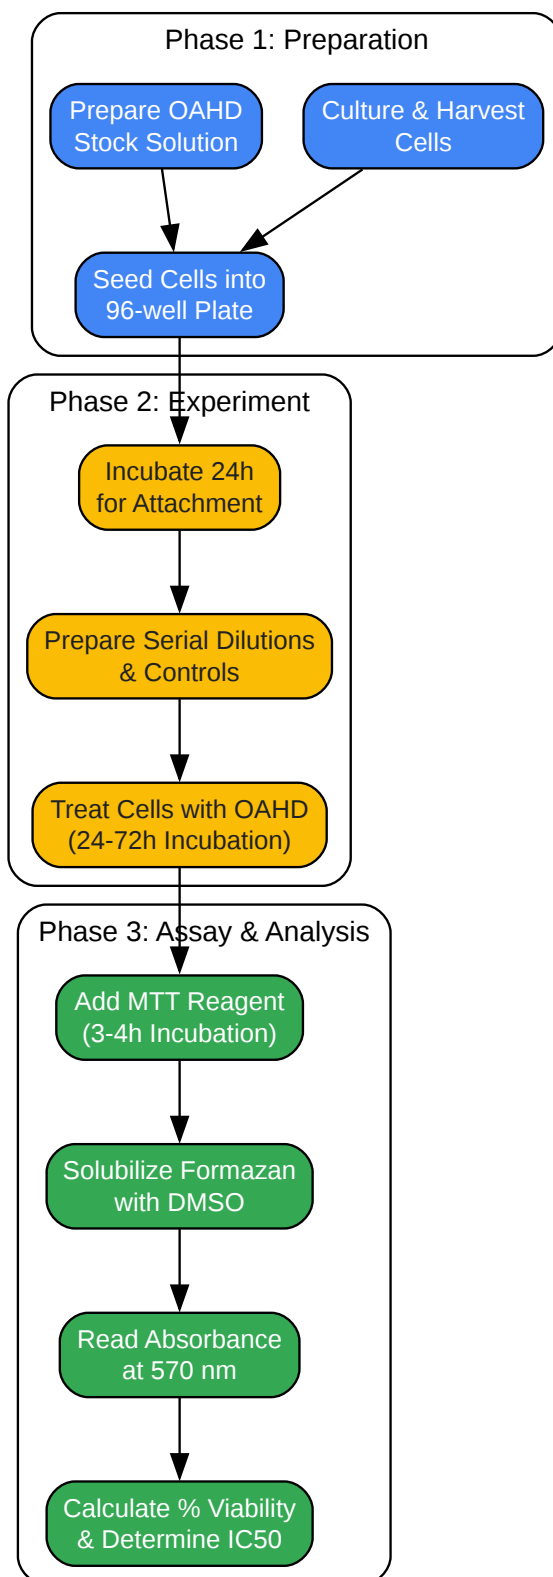 Phase 1: Preparation
Prepare OAHD
Stock Solution
Culture & Harvest
Cells
Seed Cells into
96-well Plate
Phase 2: Experiment
Incubate 24h
for Attachment
Prepare Serial Dilutions
& Controls
Treat Cells with OAHD
(24-72h Incubation)
Phase 3: Assay & Analysis
Add MTT Reagent
(3-4h Incubation)
Solubilize Formazan
with DMSO
Read Absorbance
at 570 nm
Calculate % Viability
& Determine IC50